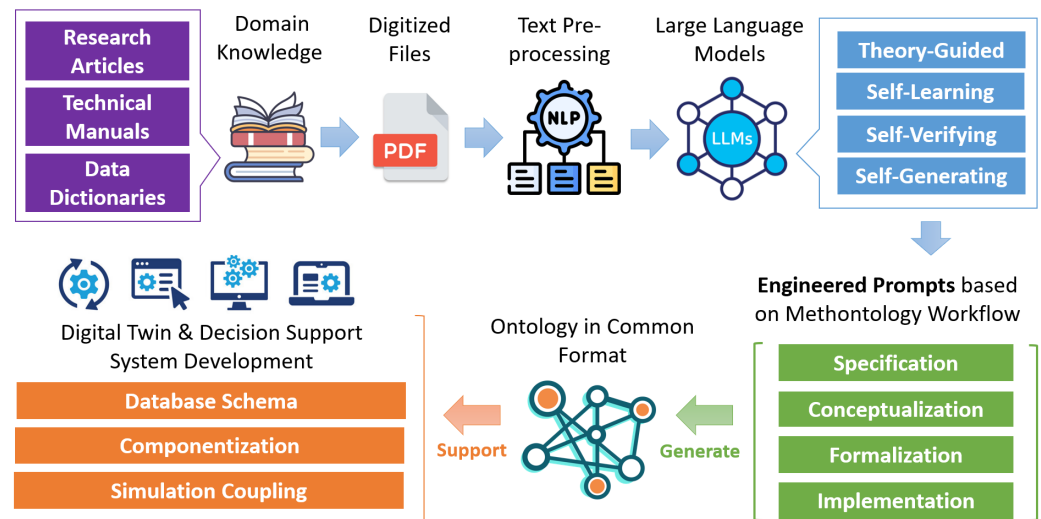 Research
Articles
Technical
Manuals
Data
Dictionaries
Domain
Knowledge
Digitized
Files
PDF
Text Pre-
processing
NLP
Large Language
Models
LLMs
Theory-Guided
Self-Learning
Self-Verifying
Self-Generating
Engineered Prompts based
on Methontology Workflow
Specification
Conceptualization
Formalization
Implementation
Generate
Ontology in Common
Format
Support
Digital Twin & Decision Support
System Development
Database Schema
Componentization
Simulation Coupling